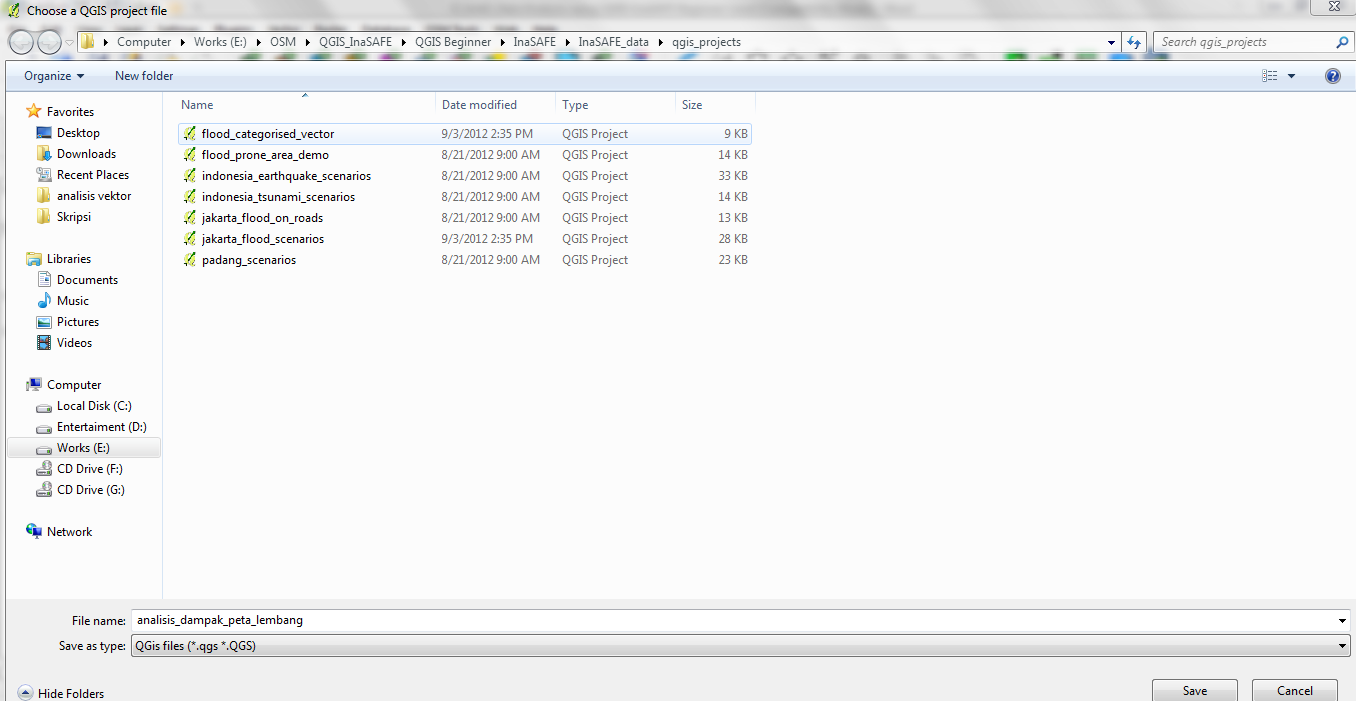 Choose a QGIS project file
Computer Works (E:) OSM QGIS_InaSAFE QGIS Beginner InaSAFE InaSAFE_data qgis_projects Search qgis_projects
Organize New folder
Name Date modified Type Size
Favorites
Desktop
Downloads
Recent Places
analisis vektor
Skripsi
Libraries
Documents
Music
Pictures
Videos
Computer
Local Disk (C:)
Entertaiment (D:)
Works (E:)
CD Drive (F:)
CD Drive (G:)
Network
flood_categorised_vector 9/3/2012 2:35 PM QGIS Project 9 KB
flood_prone_area_demo 8/21/2012 9:00 AM QGIS Project 14 KB
indonesia_earthquake_scenarios 8/21/2012 9:00 AM QGIS Project 33 KB
indonesia_tsunami_scenarios 8/21/2012 9:00 AM QGIS Project 14 KB
jakarta_flood_on_roads 8/21/2012 9:00 AM QGIS Project 13 KB
jakarta_flood_scenarios 9/3/2012 2:35 PM QGIS Project 28 KB
padang_scenarios 8/21/2012 9:00 AM QGIS Project 23 KB
File name: analisis_dampak_peta_lembang
Save as type: QGis files (*.qgs *.QGS)
Hide Folders Save Cancel